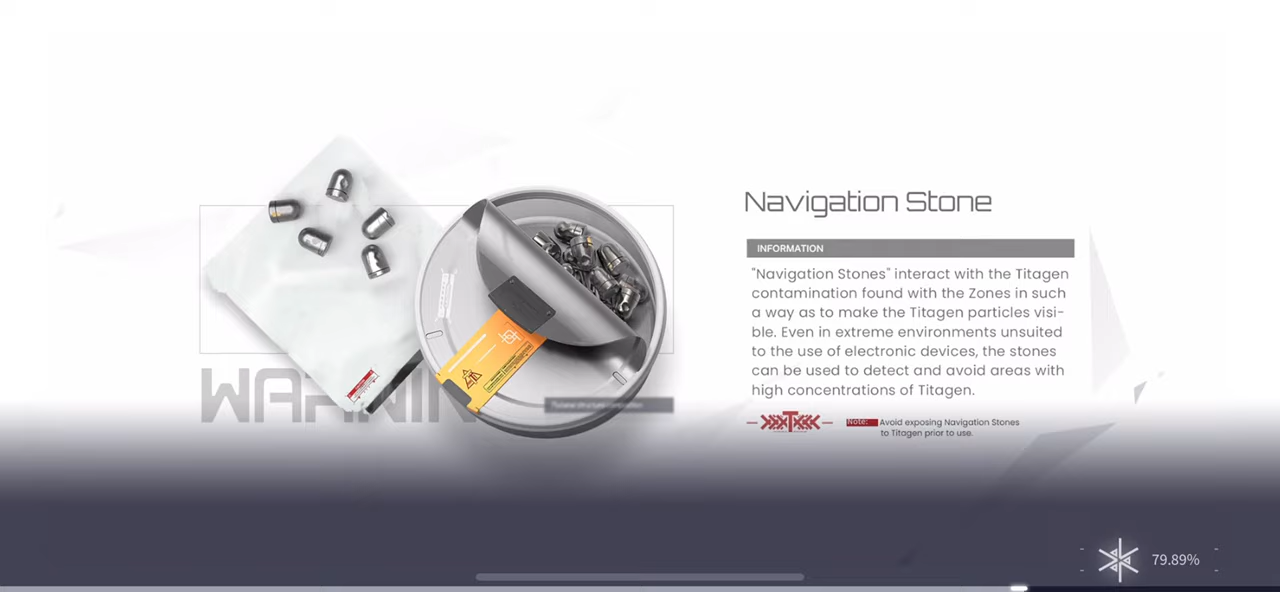 Navigation Stone
INFORMATION
"Navigation Stones" interact with the Titagen
contamination found with the Zones in such
a way as to make the Titagen particles visi-
ble. Even in extreme environments unsuited
to the use of electronic devices, the stones
can be used to detect and avoid areas with
high concentrations of Titagen.
Note: Avoid exposing Navigation Stones
to Titagen prior to use.
79.89%